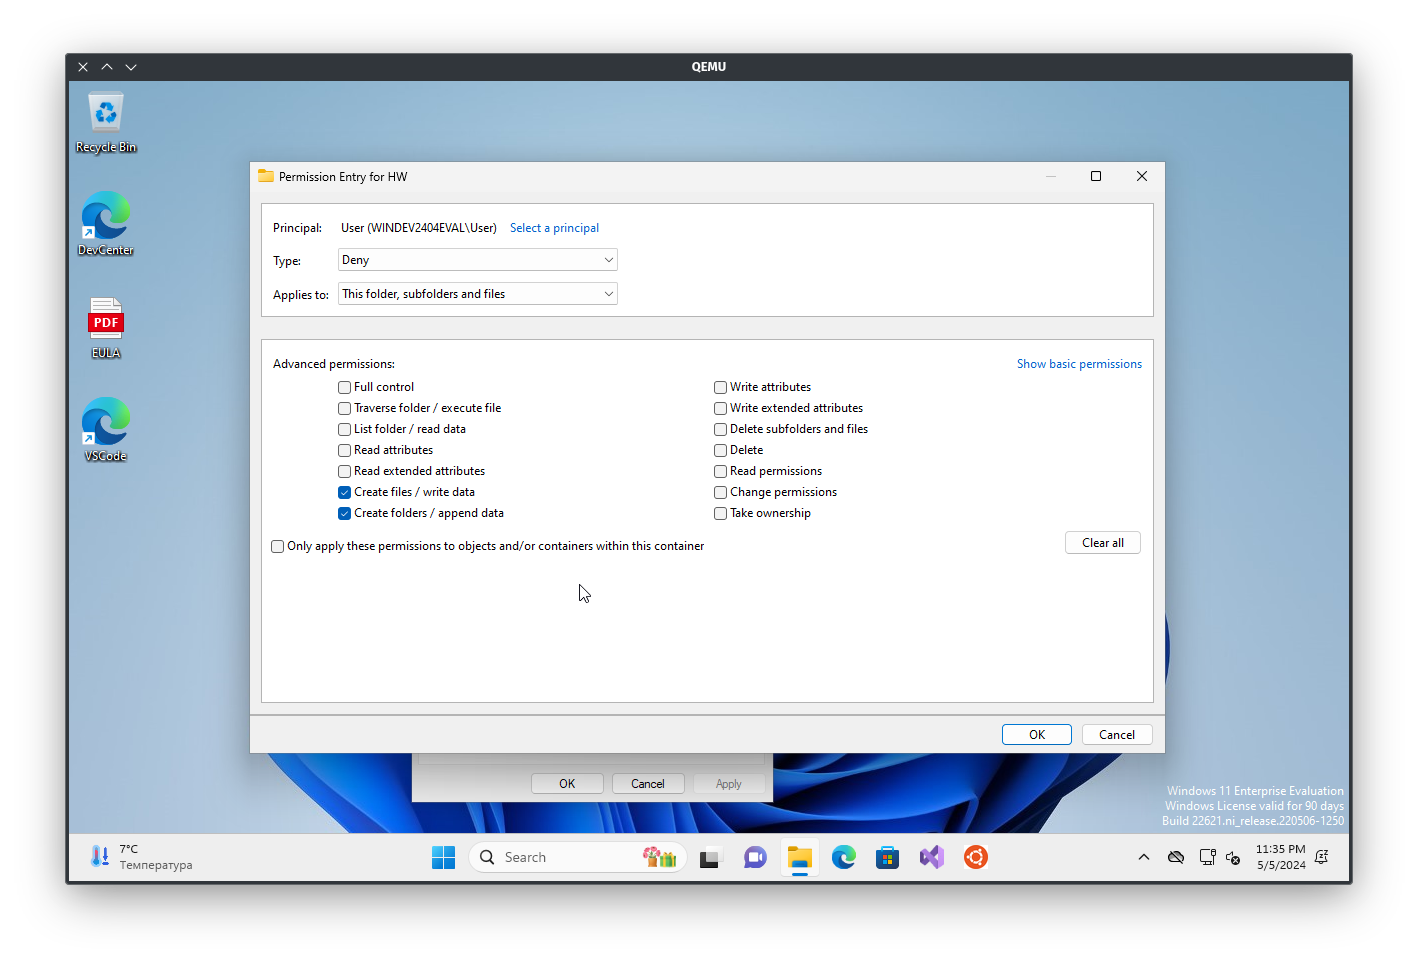 QEMU
Recycle Bin
DevCenter
PDF
EULA
VSCode
Permission Entry for HW
Principal: User (WINDEV2404EVAL\User) Select a principal
Type: Deny
Applies to: This folder, subfolders and files
Advanced permissions: Show basic permissions
Full control
Traverse folder / execute file
List folder / read data
Read attributes
Read extended attributes
Create files / write data
Create folders / append data
Write attributes
Write extended attributes
Delete subfolders and files
Delete
Read permissions
Change permissions
Take ownership
Only apply these permissions to objects and/or containers within this container
Clear all
OK Cancel
OK Cancel Apply
Windows 11 Enterprise Evaluation
Windows License valid for 90 days
Build 22621.ni_release.220506-1250
7°C
Температура
Search
11:35 PM
5/5/2024